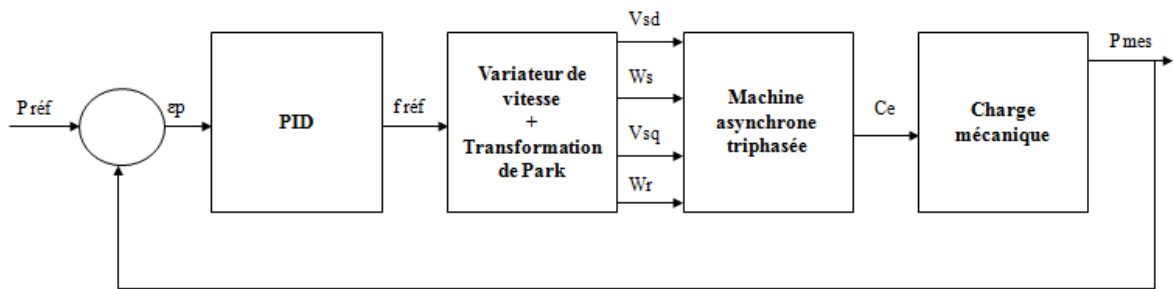 Préf
εp
PID
fréf
Variateur de
vitesse
+
Transformation
de Park
Vsd
Ws
Vsq
Wr
Machine
asynchrone
triphasée
Ce
Charge
mécanique
Pmes